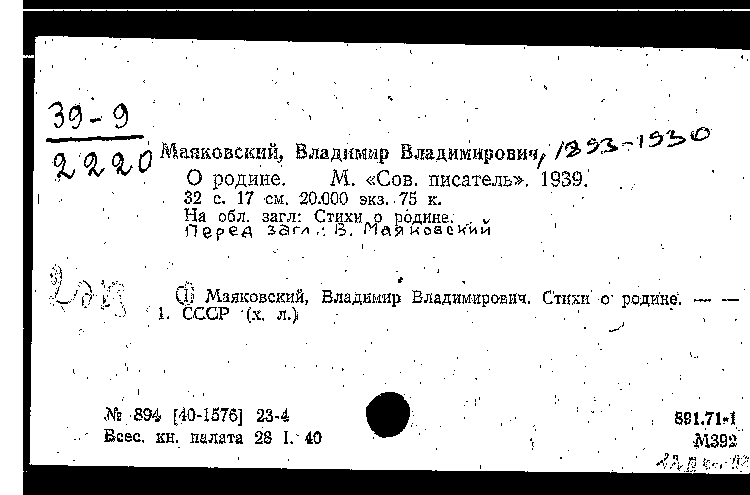 39-9
2220
Маяковский, Владимир Владимирович, 1893-1930
О родине. М. «Сов. писатель». 1939.
32 с. 17 см. 20.000 экз. 75 к.
На обл. загл: Стихи о родине.
Перед загл.: В. Маяковский
2 экз
(I) Маяковский, Владимир Владимирович. Стихи о родине. — —
1. СССР (х. л.)
№ 894 [40-1576] 23-4
Всес. кн. палата 28 I. 40
891.71-1
М392